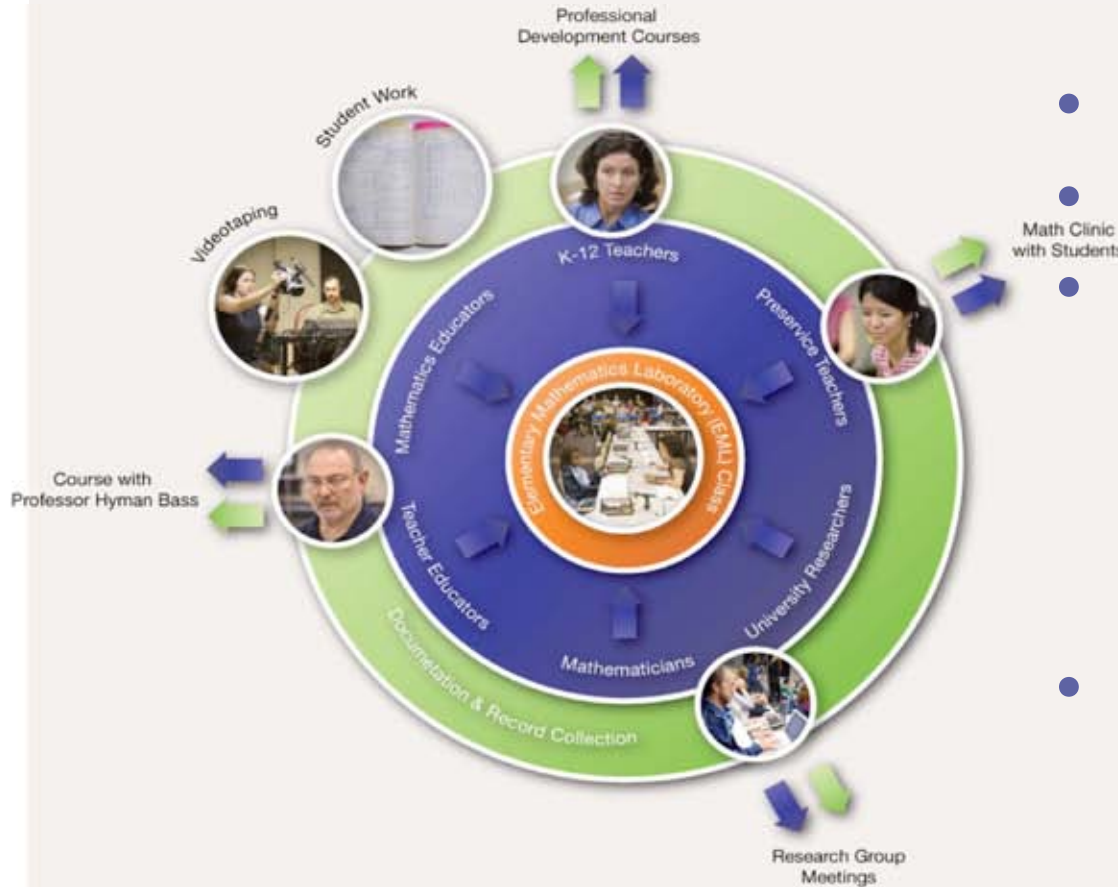 Professional
Development Courses
Student Work
Videotaping
Math Clinic
with Students
K-12 Teachers
Mathematics Educators
Preservice Teachers
Elementary Mathematics Laboratory (EML) Class
Course with
Professor Hyman Bass
Teacher Educators
University Researchers
Mathematicians
Documetation & Record Collection
Research Group
Meetings